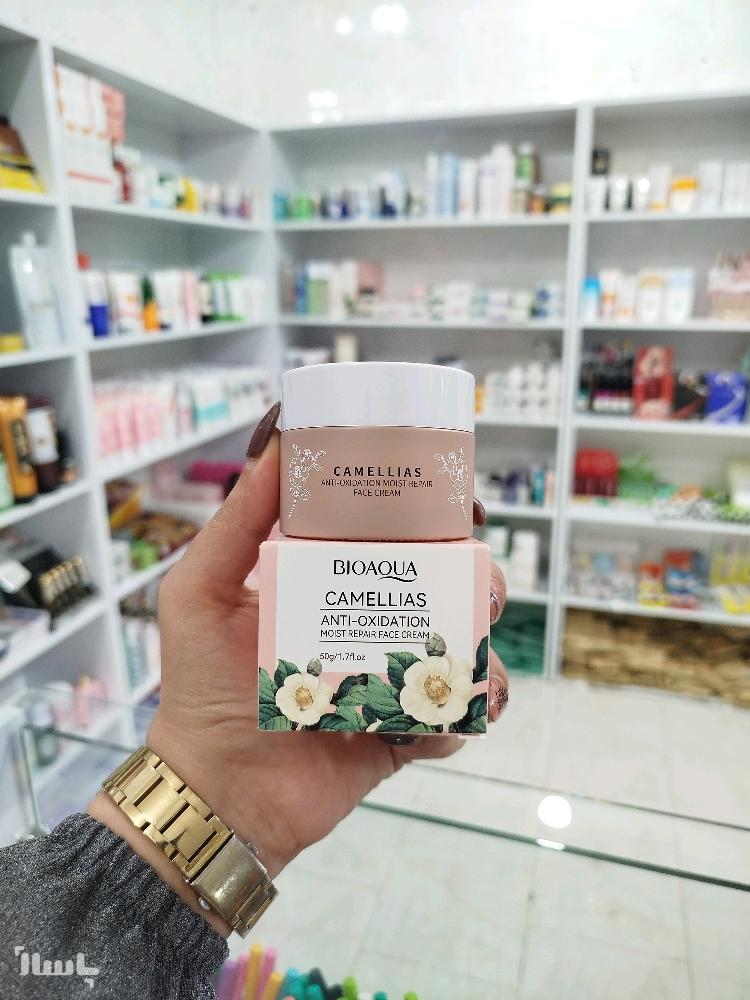 CAMELLIAS
ANTI-OXIDATION MOIST REPAIR
FACE CREAM
BIOAQUA
CAMELLIAS
ANTI-OXIDATION
MOIST REPAIR FACE CREAM
50g/1.7fl.oz
باسلام